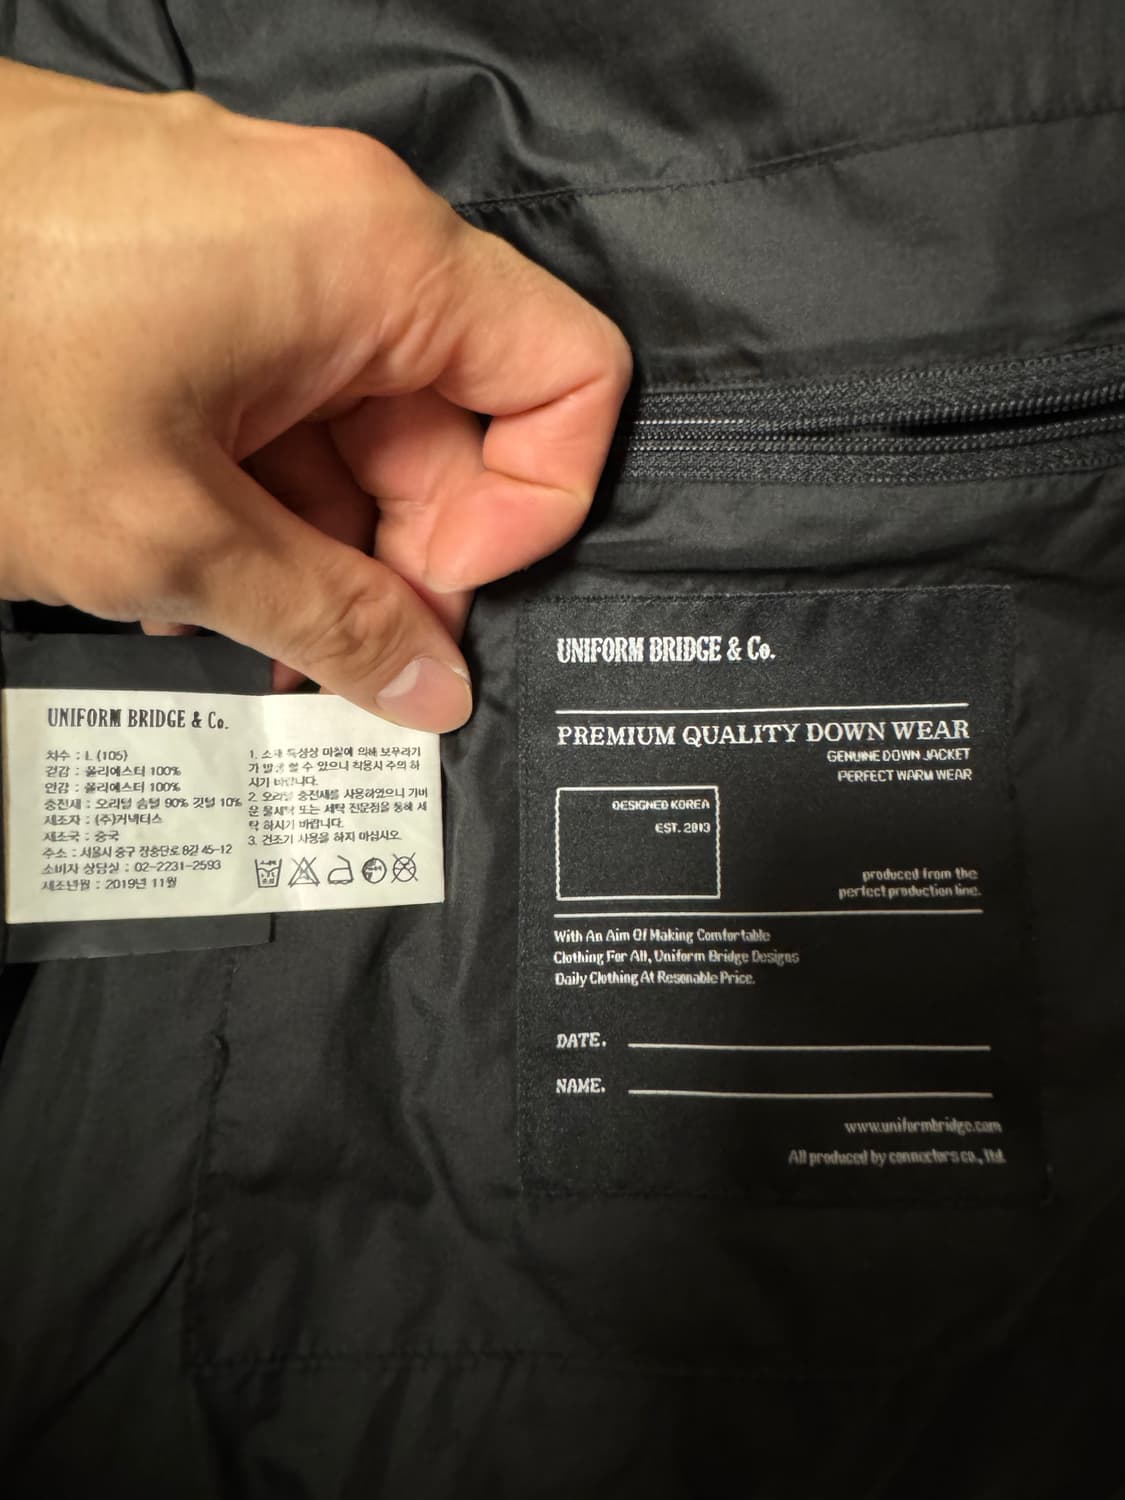 UNIFORM BRIDGE & Co.
치수 : L (105)
겉감 : 폴리에스터 100%
안감 : 폴리에스터 100%
충전재 : 오리털 솜털 90% 깃털 10%
제조자 : (주)커넥터스
제조국 : 중국
주소 : 서울시 중구 장충단로 8길 45-12
소비자 상담실 : 02-2231-2593
제조년월 : 2019년 11월
1. 소재 특성상 마찰에 의해 보푸라기
가 발생 할 수 있으니 착용시 주의 하
시기 바랍니다.
2. 오리털 충전재를 사용하였으니 가벼
운 물세탁 또는 세탁 전문점을 통해 세
탁 하시기 바랍니다.
3. 건조기 사용을 하지 마십시오
UNIFORM BRIDGE & Co.
PREMIUM QUALITY DOWN WEAR
GENUINE DOWN JACKET
PERFECT WARM WEAR
DESIGNED KOREA
EST. 2013
produced from the
perfect production line.
With An Aim Of Making Comfortable
Clothing For All, Uniform Bridge Designs
Daily Clothing At Resonable Price.
DATE.
NAME.
www.uniformbridge.com
All produced by connectors co., ltd.